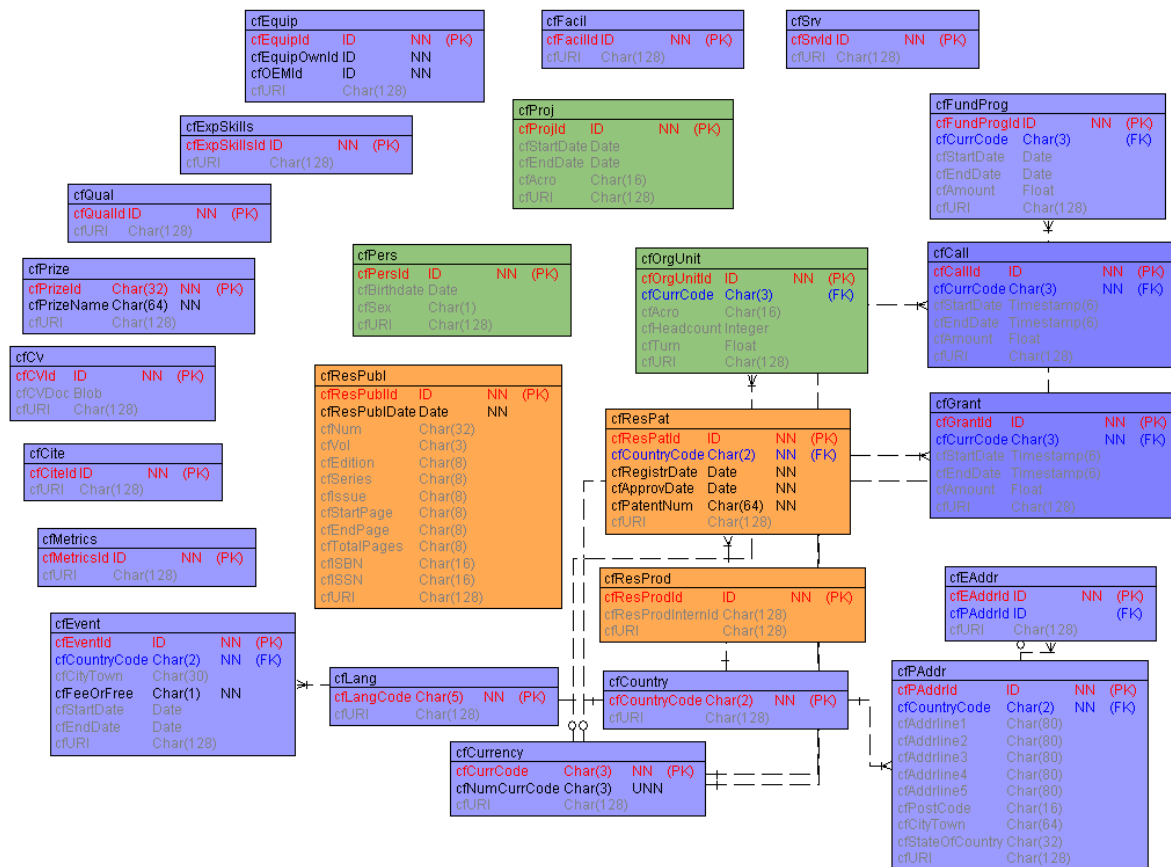 cfEquip
cfEquipId ID NN (PK)
cfEquipOwnId ID NN
cfOEMId ID NN
cfURI Char(128)
cfFacil
cfFacilId ID NN (PK)
cfURI Char(128)
cfSrv
cfSrvId ID NN (PK)
cfURI Char(128)
cfExpSkills
cfExpSkillsId ID NN (PK)
cfURI Char(128)
cfProj
cfProjId ID NN (PK)
cfStartDate Date
cfEndDate Date
cfAcro Char(16)
cfURI Char(128)
cfFundProg
cfFundProgId ID NN (PK)
cfCurrCode Char(3) (FK)
cfStartDate Date
cfEndDate Date
cfAmount Float
cfURI Char(128)
cfQual
cfQualId ID NN (PK)
cfURI Char(128)
cfPrize
cfPrizeId Char(32) NN (PK)
cfPrizeName Char(64) NN
cfURI Char(128)
cfPers
cfPersId ID NN (PK)
cfBirthdate Date
cfSex Char(1)
cfURI Char(128)
cfOrgUnit
cfOrgUnitId ID NN (PK)
cfCurrCode Char(3) (FK)
cfAcro Char(16)
cfHeadcount Integer
cfTurn Float
cfURI Char(128)
cfCall
cfCallId ID NN (PK)
cfCurrCode Char(3) NN (FK)
cfStartDate Timestamp(6)
cfEndDate Timestamp(6)
cfAmount Float
cfURI Char(128)
cfCV
cfCVId ID NN (PK)
cfCVDoc Blob
cfURI Char(128)
cfResPubl
cfResPublId ID NN (PK)
cfResPublDate Date NN
cfNum Char(32)
cfVol Char(3)
cfEdition Char(8)
cfSeries Char(8)
cfIssue Char(8)
cfStartPage Char(8)
cfEndPage Char(8)
cfTotalPages Char(8)
cfISBN Char(16)
cfISSN Char(16)
cfURI Char(128)
cfResPat
cfResPatId ID NN (PK)
cfCountryCode Char(2) NN (FK)
cfRegistrDate Date NN
cfApprovDate Date NN
cfPatentNum Char(64) NN
cfURI Char(128)
cfGrant
cfGrantId ID NN (PK)
cfCurrCode Char(3) NN (FK)
cfStartDate Timestamp(6)
cfEndDate Timestamp(6)
cfAmount Float
cfURI Char(128)
cfCite
cfCiteId ID NN (PK)
cfURI Char(128)
cfMetrics
cfMetricsId ID NN (PK)
cfURI Char(128)
cfResProd
cfResProdId ID NN (PK)
cfResProdInternId Char(128)
cfURI Char(128)
cfEAddr
cfEAddrId ID NN (PK)
cfPAddrId ID (FK)
cfURI Char(128)
cfEvent
cfEventId ID NN (PK)
cfCountryCode Char(2) NN (FK)
cfCityTown Char(30)
cfFeeOrFree Char(1) NN
cfStartDate Date
cfEndDate Date
cfURI Char(128)
cfLang
cfLangCode Char(5) NN (PK)
cfURI Char(128)
cfCountry
cfCountryCode Char(2) NN (PK)
cfURI Char(128)
cfPAddr
cfPAddrId ID NN (PK)
cfCountryCode Char(2) NN (FK)
cfAddrline1 Char(80)
cfAddrline2 Char(80)
cfAddrline3 Char(80)
cfAddrline4 Char(80)
cfAddrline5 Char(80)
cfPostCode Char(16)
cfCityTown Char(64)
cfStateOfCountry Char(32)
cfURI Char(128)
cfCurrency
cfCurrCode Char(3) NN (PK)
cfNumCurrCode Char(3) UNN
cfURI Char(128)